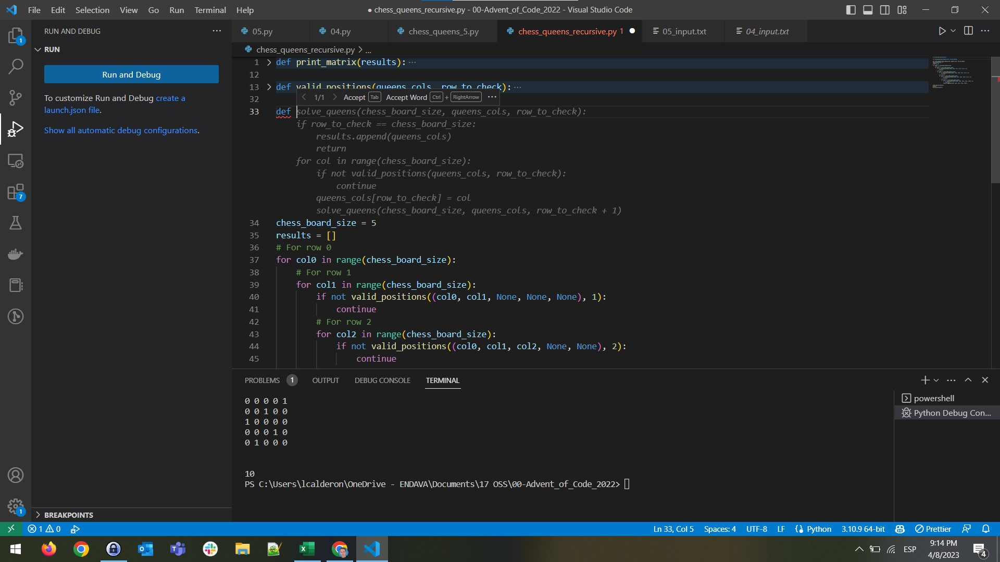 File Edit Selection View Go Run Terminal Help
● chess_queens_recursive.py - 00-Advent_of_Code_2022 - Visual Studio Code
RUN AND DEBUG ···
RUN
Run and Debug
To customize Run and Debug create a
launch.json file.
Show all automatic debug configurations.
BREAKPOINTS
1
7
1
05.py
04.py
chess_queens_5.py
chess_queens_recursive.py 1
05_input.txt
04_input.txt
chess_queens_recursive.py > ...
1 def print_matrix(results): ···
12
13 def valid_positions(queens_cols, row_to_check): ···
32
1/1 Accept Tab Accept Word Ctrl + RightArrow ···
33 def solve_queens(chess_board_size, queens_cols, row_to_check):
if row_to_check == chess_board_size:
results.append(queens_cols)
return
for col in range(chess_board_size):
if not valid_positions(queens_cols, row_to_check):
continue
queens_cols[row_to_check] = col
solve_queens(chess_board_size, queens_cols, row_to_check + 1)
34 chess_board_size = 5
35 results = []
36 # For row 0
37 for col0 in range(chess_board_size):
38 # For row 1
39 for col1 in range(chess_board_size):
40 if not valid_positions((col0, col1, None, None, None), 1):
41 continue
42 # For row 2
43 for col2 in range(chess_board_size):
44 if not valid_positions((col0, col1, col2, None, None), 2):
45 continue
PROBLEMS 1 OUTPUT DEBUG CONSOLE TERMINAL
0 0 0 0 1
0 0 1 0 0
1 0 0 0 0
0 0 0 1 0
0 1 0 0 0
10
PS C:\Users\lcalderon\OneDrive - ENDAVA\Documents\17 OSS\00-Advent_of_Code_2022>
powershell
Python Debug Con...
1 0
Ln 33, Col 5 Spaces: 4 UTF-8 LF Python 3.10.9 64-bit Prettier
ESP
9:14 PM
4/8/2023
4